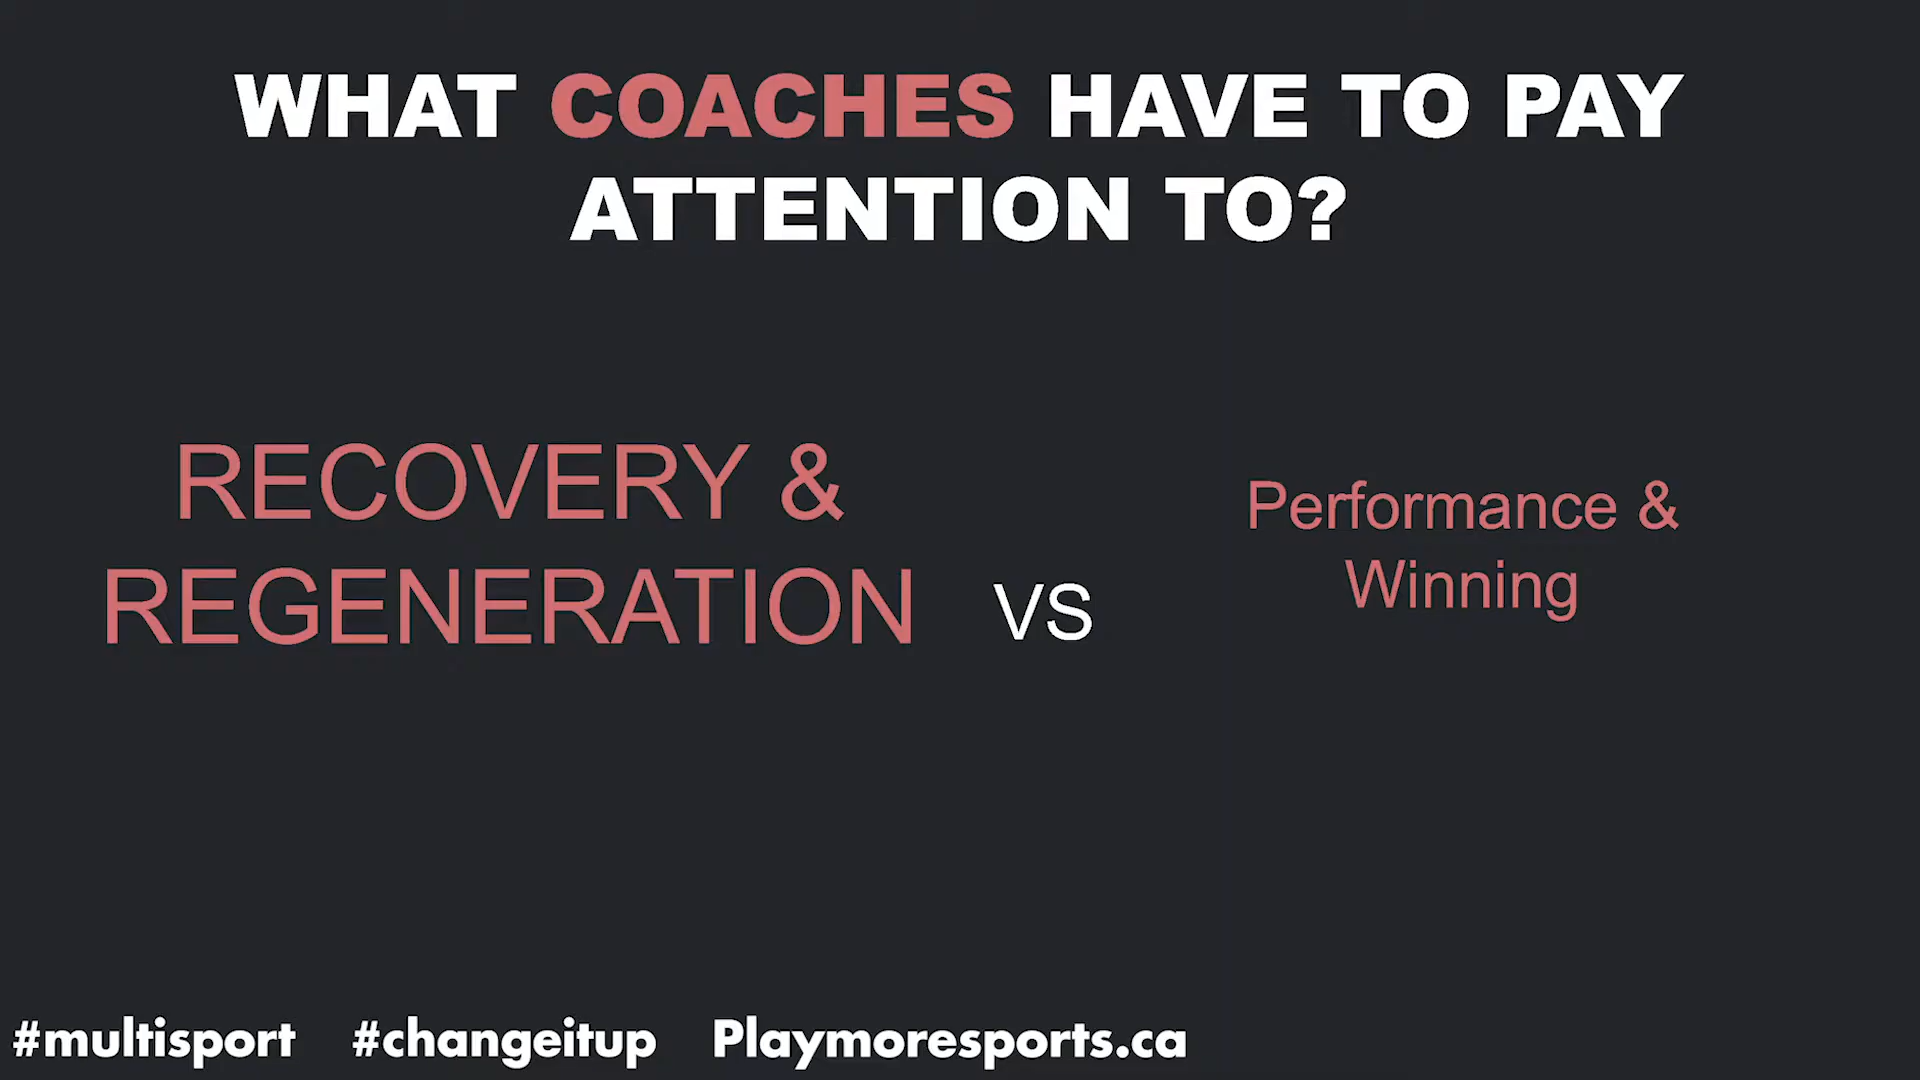 WHAT COACHES HAVE TO PAY
ATTENTION TO?
RECOVERY &
REGENERATION
VS
Performance &
Winning
#multisport #changeitup Playmoresports.ca